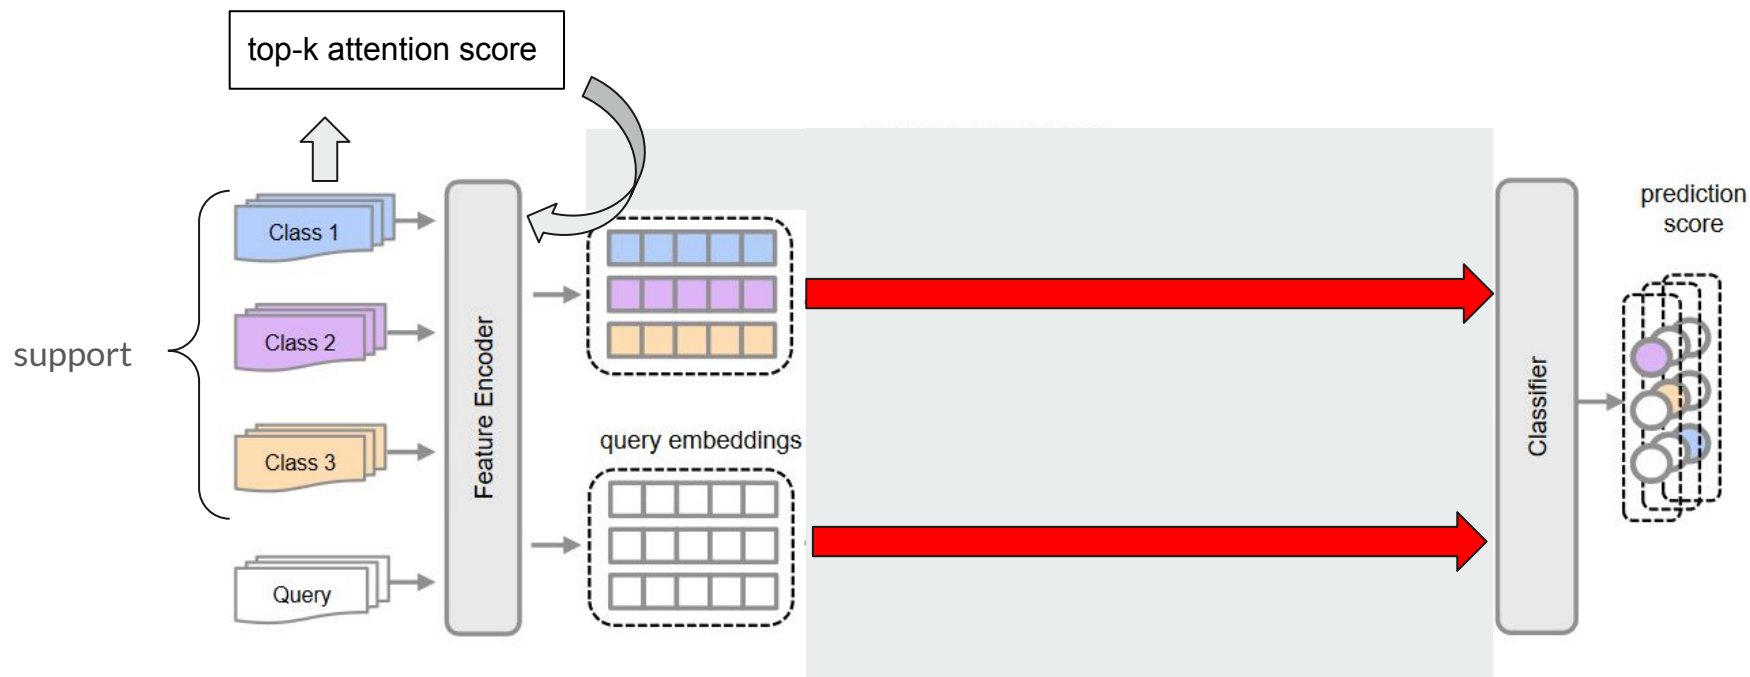 top-k attention score
support
Class 1
Class 2
Class 3
Query
Feature Encoder
query embeddings
Classifier
prediction
score